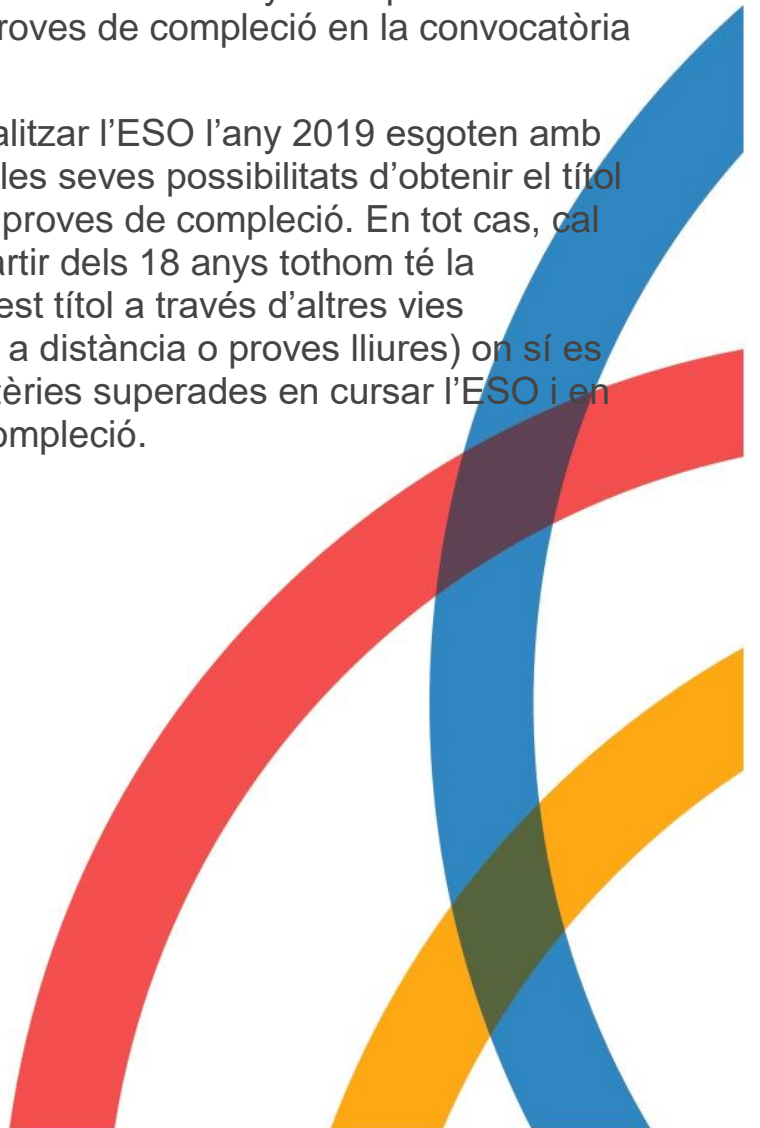 roves de compleció en la convocatòria
alitzar l’ESO l’any 2019 esgoten amb
les seves possibilitats d’obtenir el títol
proves de compleció. En tot cas, cal
artir dels 18 anys tothom té la
est títol a través d’altres vies
a distància o proves lliures) on sí es
tèries superades en cursar l’ESO i en
ompleció.